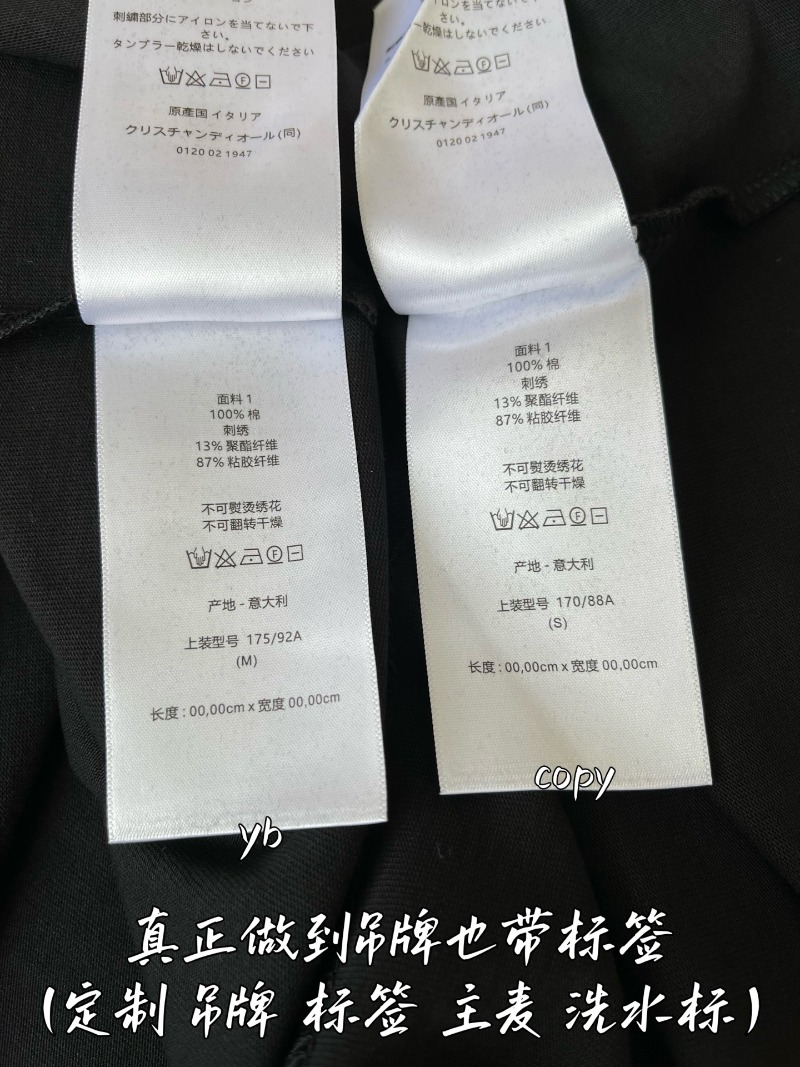 刺繍部分にアイロンを当てないで下
さい。
タンブラー乾燥はしないでください
原産国イタリア
クリスチャンディオール(同)
0120 02 1947
面料 1
100% 棉
刺绣
13% 聚酯纤维
87% 粘胶纤维
不可熨烫绣花
不可翻转干燥
F
产地 - 意大利
上装型号 175/92A
(M)
长度 : 00,00cm x 宽度 00,00cm
yb
さい。
ー乾燥はしないでください
原産国イタリア
クリスチャンディオール(同)
0120 02 1947
面料 1
100% 棉
刺绣
13% 聚酯纤维
87% 粘胶纤维
不可熨烫绣花
不可翻转干燥
F
产地 - 意大利
上装型号 170/88A
(S)
长度 : 00,00cm x 宽度 00,00cm
copy
真正做到吊牌也带标签
(定制 吊牌 标签 主麦 洗水标)